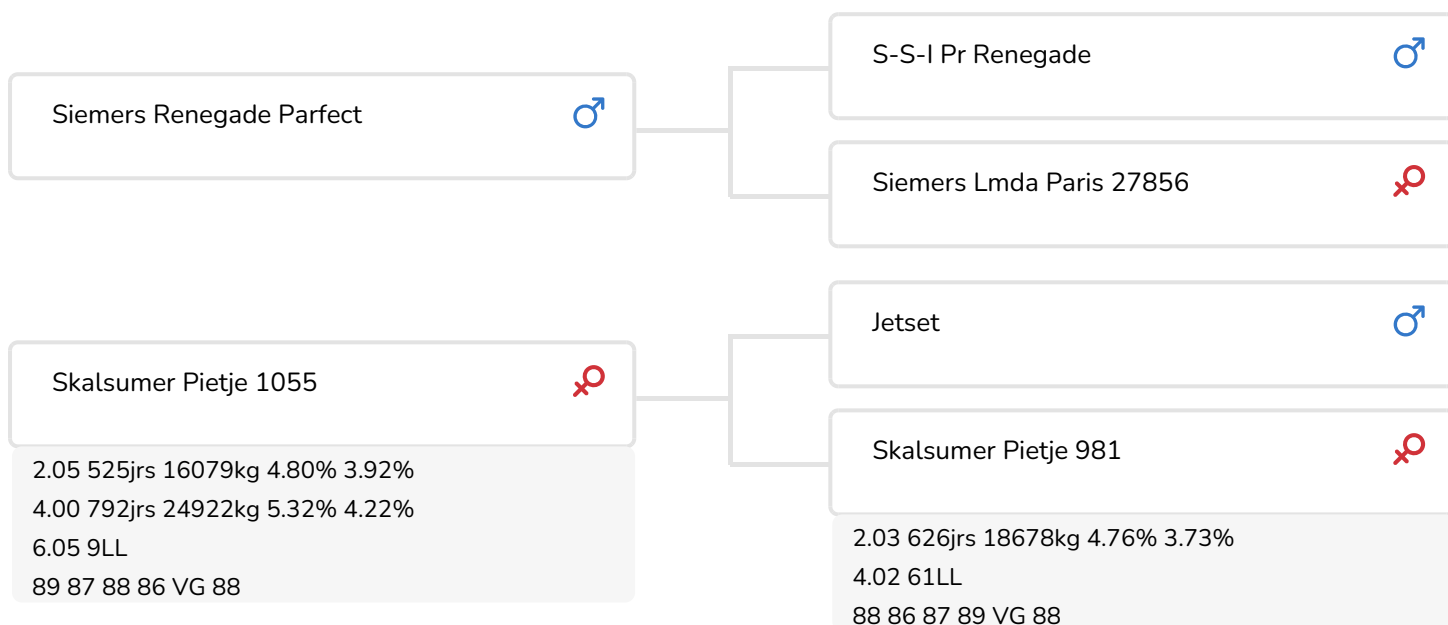 Siemers Renegade Parfect
S-S-I Pr Renegade
Siemers Lmda Paris 27856
Skalsumer Pietje 1055
2.05 525jrs 16079kg 4.80% 3.92%
4.00 792jrs 24922kg 5.32% 4.22%
6.05 9LL
89 87 88 86 VG 88
Jetset
Skalsumer Pietje 981
2.03 626jrs 18678kg 4.76% 3.73%
4.02 61LL
88 86 87 89 VG 88